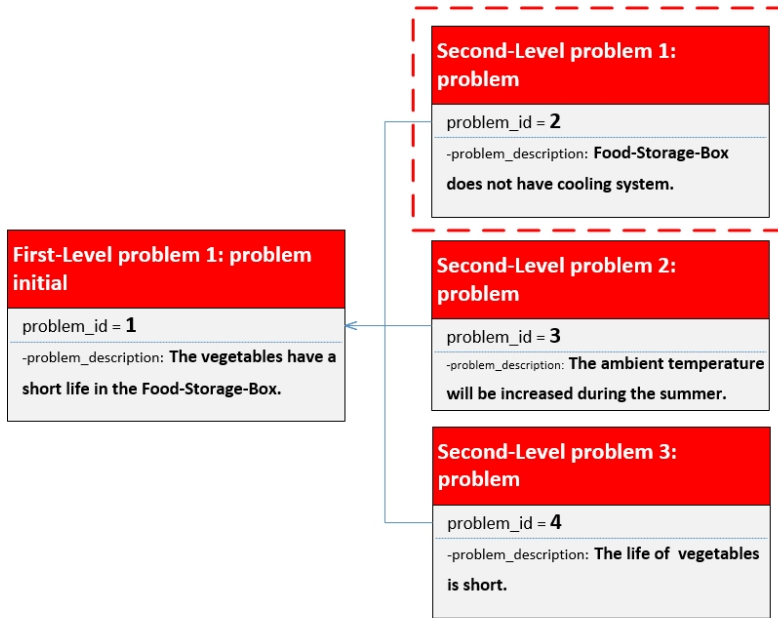 Second-Level problem 1:
problem
problem_id = 2
-problem_description: Food-Storage-Box
does not have cooling system.
First-Level problem 1: problem
initial
problem_id = 1
-problem_description: The vegetables have a
short life in the Food-Storage-Box.
Second-Level problem 2:
problem
problem_id = 3
-problem_description: The ambient temperature
will be increased during the summer.
Second-Level problem 3:
problem
problem_id = 4
-problem_description: The life of vegetables
is short.